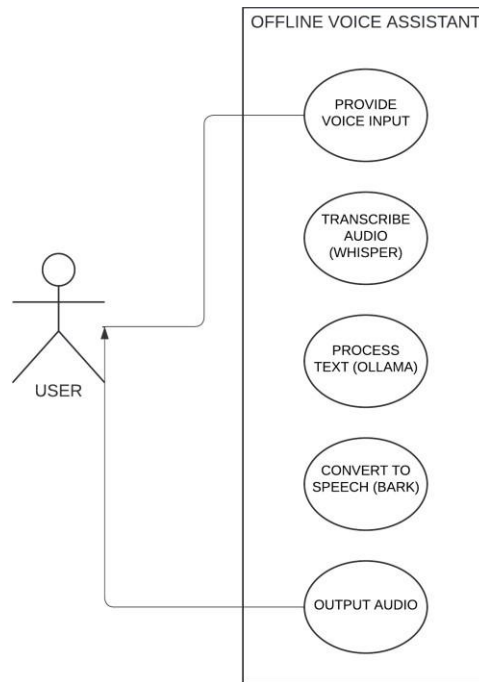 OFFLINE VOICE ASSISTANT
PROVIDE
VOICE INPUT
TRANSCRIBE
AUDIO
(WHISPER)
PROCESS
TEXT (OLLAMA)
USER
CONVERT TO
SPEECH (BARK)
OUTPUT AUDIO